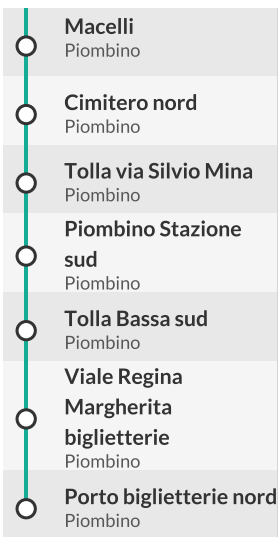 Macelli
Piombino
Cimitero nord
Piombino
Tolla via Silvio Mina
Piombino
Piombino Stazione
sud
Piombino
Tolla Bassa sud
Piombino
Viale Regina
Margherita
biglietterie
Piombino
Porto biglietterie nord
Piombino